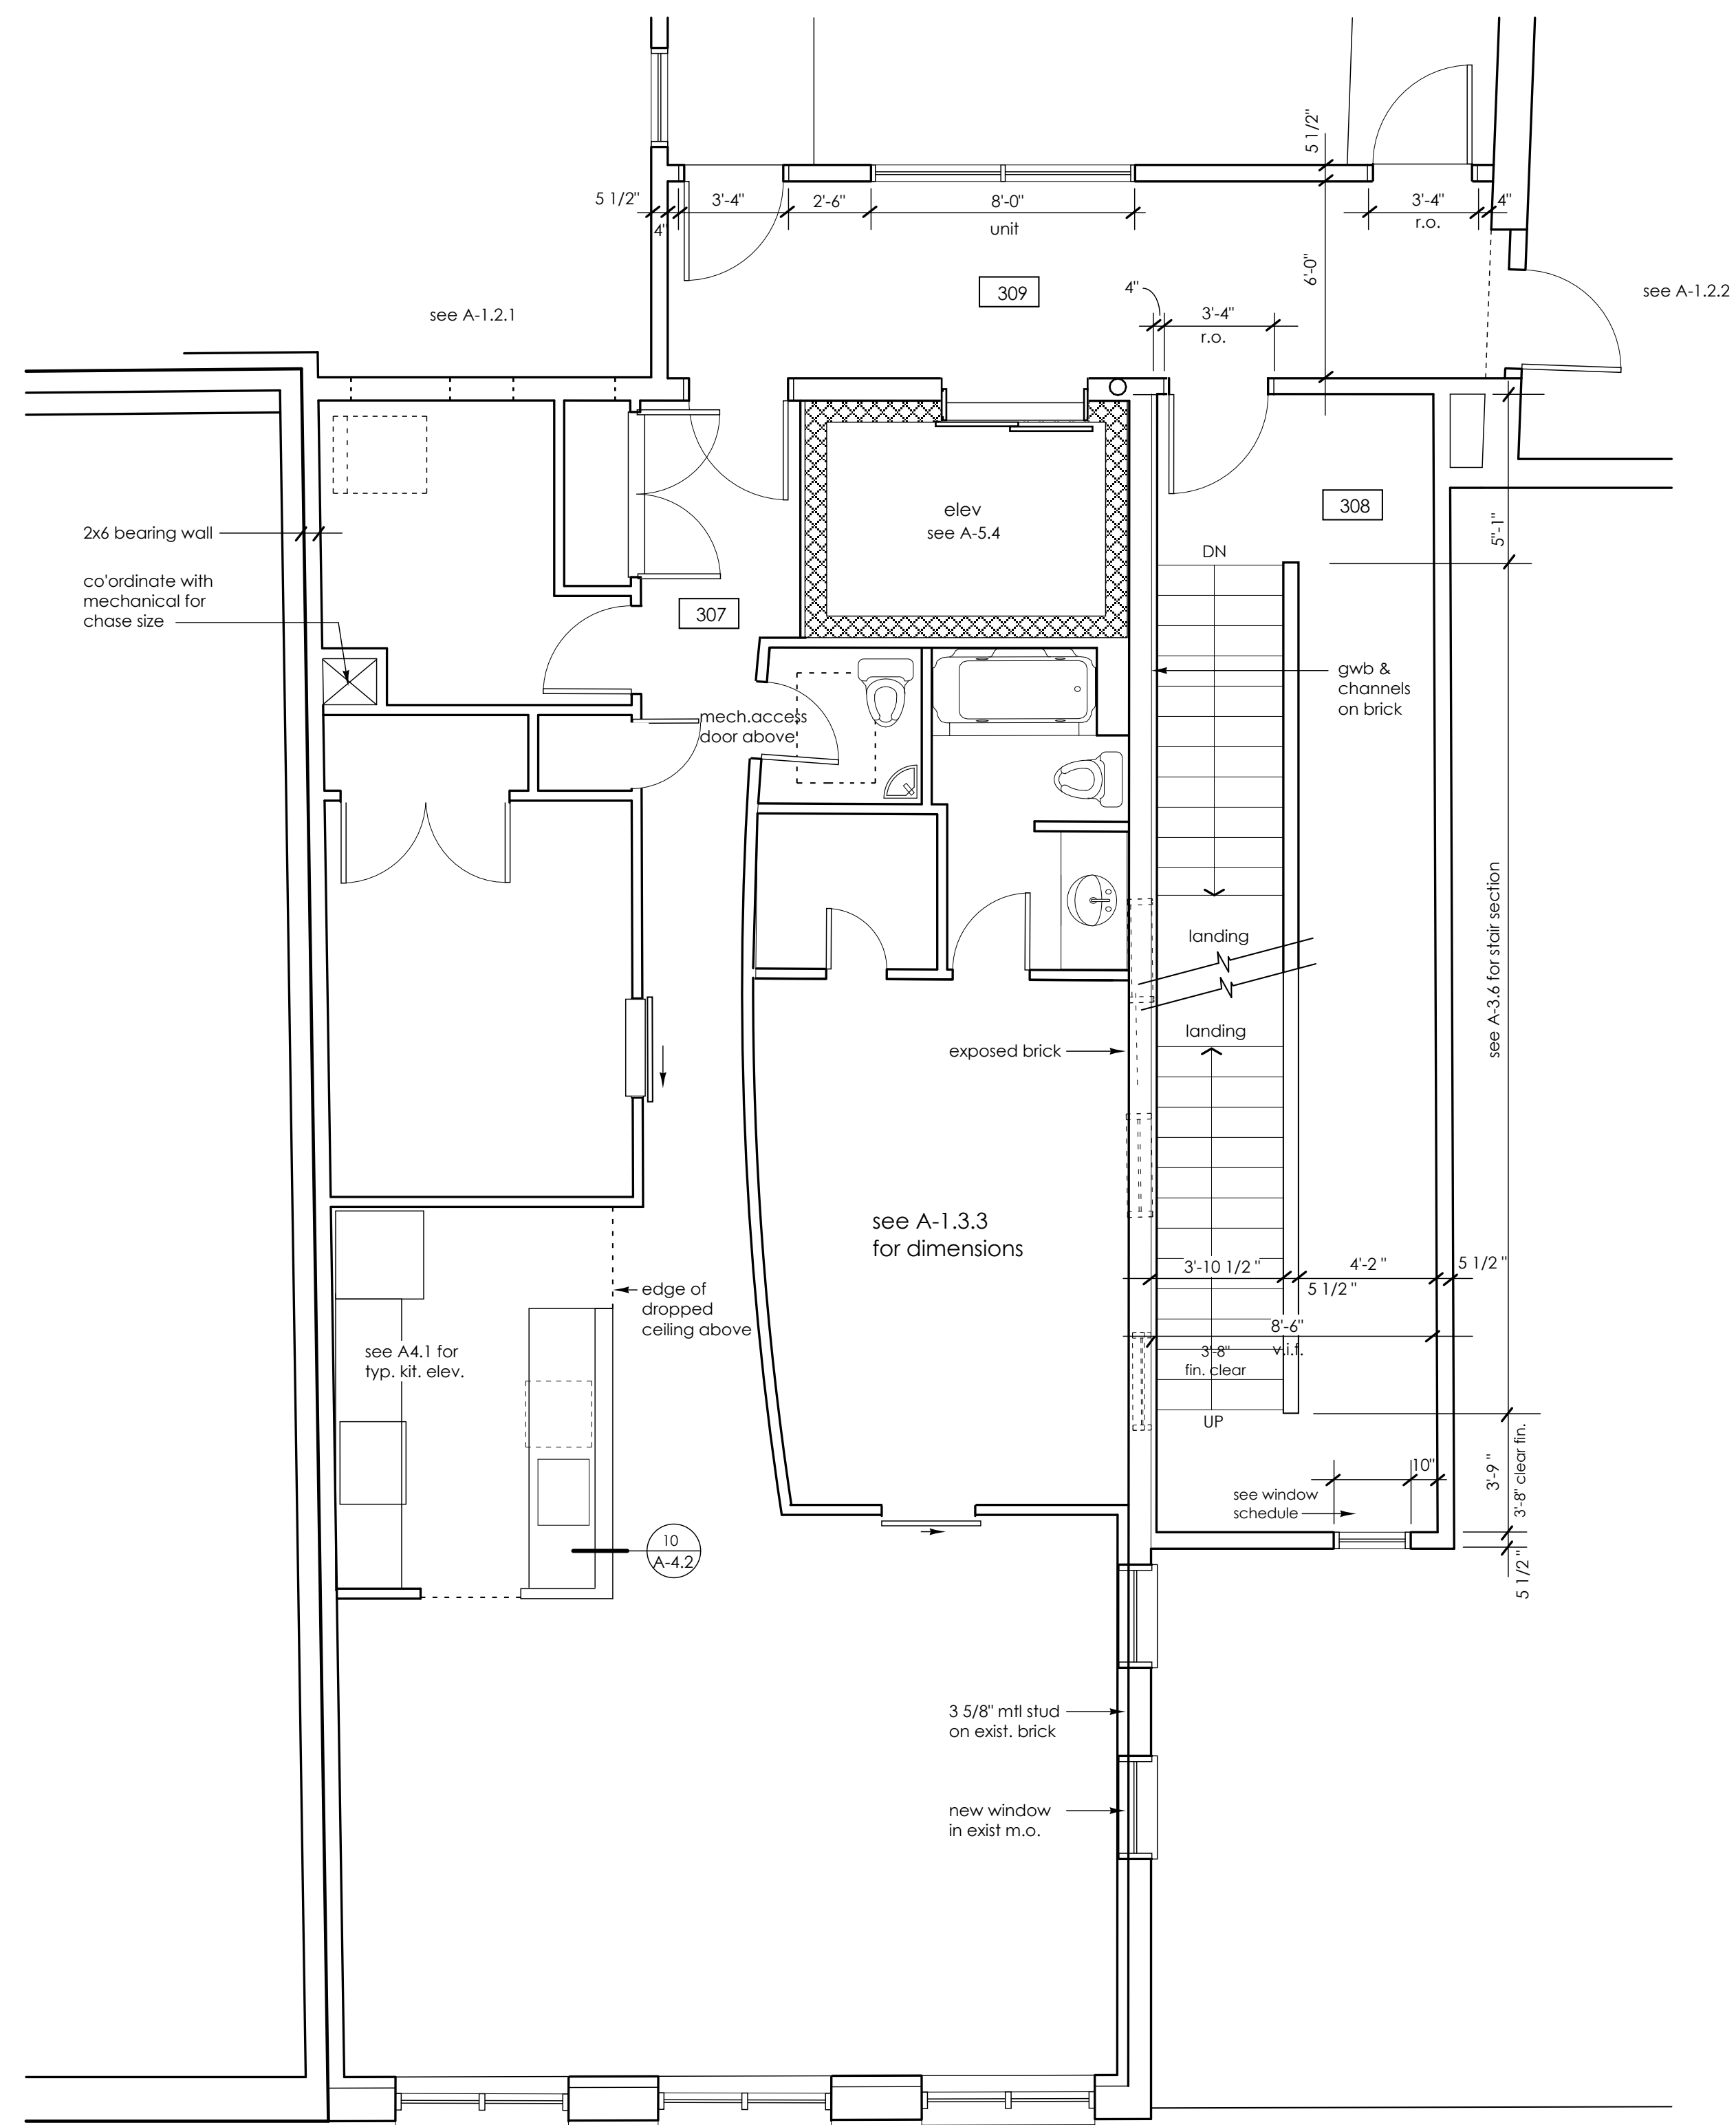 5 1/2"
5 1/2"
3'-4"
2'-6"
8'-0"
3'-4"
4"
4"
unit
r.o.
6'-0"
309
4"
see A-1.2.2
see A-1.2.1
3'-4"
r.o.
elev
see A-5.4
308
2x6 bearing wall
5"-1"
DN
co'ordinate with
mechanical for
chase size
307
gwb &
channels
on brick
mech.access
door above
landing
see A-3.6 for stair section
landing
exposed brick
see A-1.3.3
for dimensions
3'-10 1/2 "
4'-2 "
5 1/2 "
5 1/2 "
edge of
dropped
ceiling above
8'-6"
v.i.f.
3'-8"
fin. clear
see A4.1 for
typ. kit. elev.
UP
3'-9 "
3'-8" clear fin.
10"
see window
schedule
10
A-4.2
5 1/2 "
3 5/8" mtl stud
on exist. brick
new window
in exist m.o.